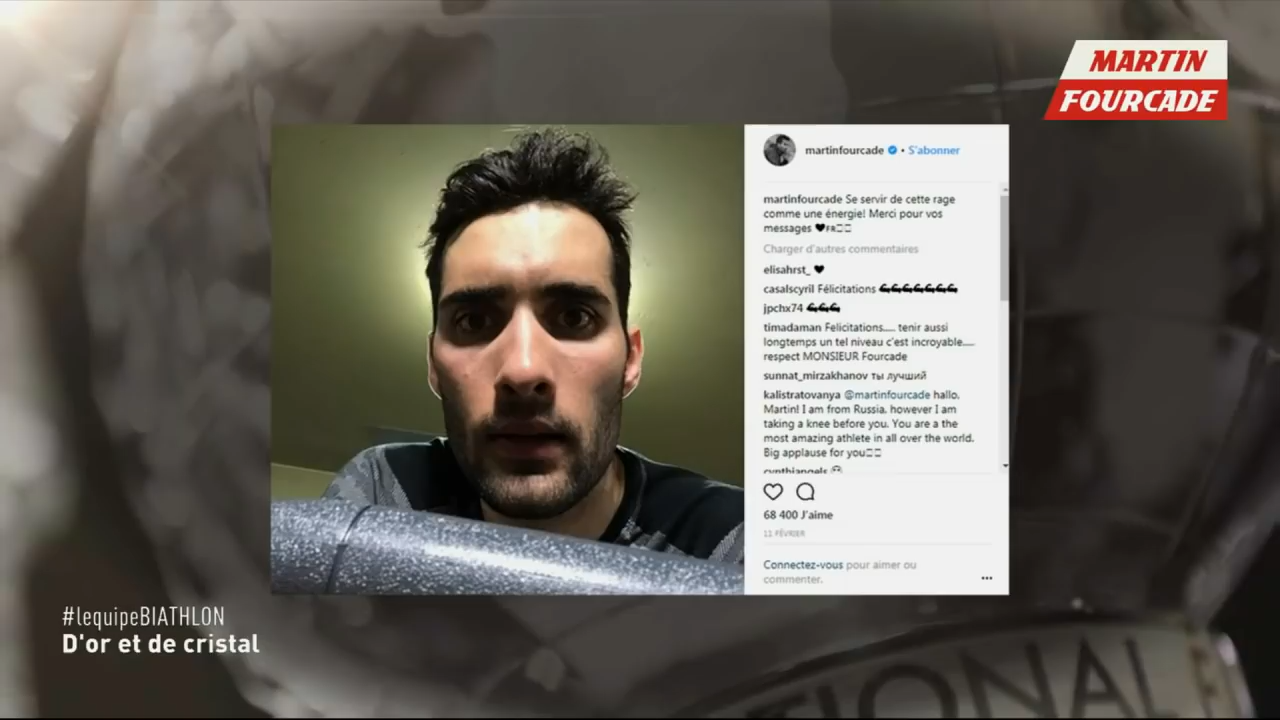 MARTIN
FOURCADE
martinfourcade • S'abonner
martinfourcade Se servir de cette rage
comme une énergie! Merci pour vos
messages ♥FR
Charger d'autres commentaires
elisahrst_ ♥
casalscyril Félicitations
jpchx74
timadaman Felicitations.... tenir aussi
longtemps un tel niveau c'est incroyable....
respect MONSIEUR Fourcade
sunnat_mirzakhanov ты лучший
kalistratovanya @martinfourcade hallo,
Martin! I am from Russia, however I am
taking a knee before you. You are a the
most amazing athlete in all over the world.
Big applause for you
cynthiangels
68 400 J'aime
11 FÉVRIER
Connectez-vous pour aimer ou
commenter.
#lequipeBIATHLON
D'or et de cristal
TIONAL